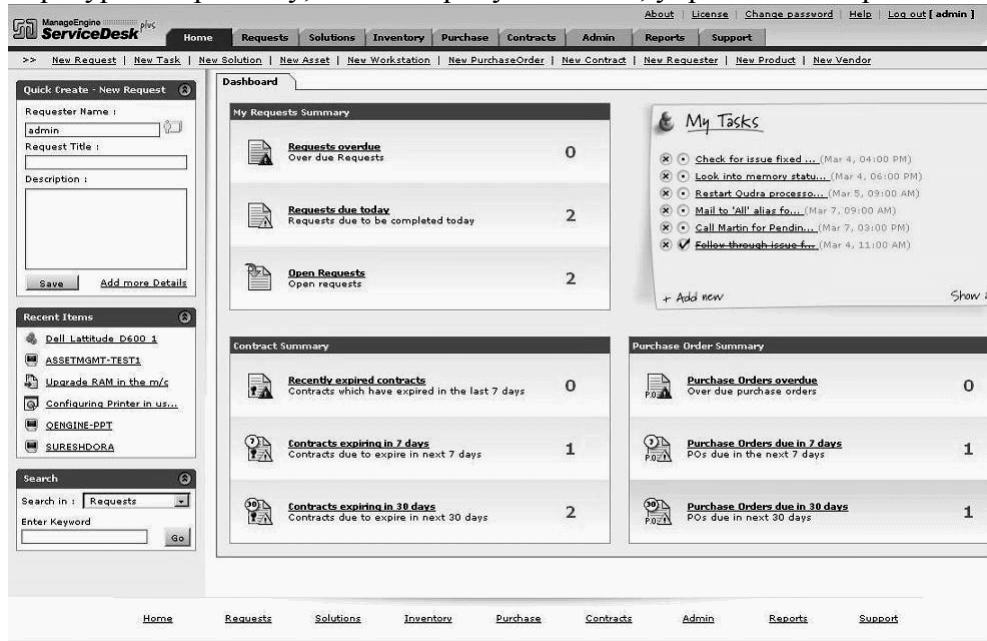 About | License | Change password | Help | Log out [ admin ]
ManageEngine
ServiceDesk plus
Home Requests Solutions Inventory Purchase Contracts Admin Reports Support
>> New Request | New Task | New Solution | New Asset | New Workstation | New PurchaseOrder | New Contract | New Requester | New Product | New Vendor
Quick Create - New Request
Requester Name :
admin
Request Title :
Description :
Save Add more Details
Recent Items
Dell Lattitude D600 1
ASSETMGMT-TEST1
Upgrade RAM in the m/c
Configuring Printer in us...
QENGINE-PPT
SURESHDORA
Search
Search in : Requests
Enter Keyword
Go
Dashboard
My Requests Summary
Requests overdue
Over due Requests
0
Requests due today
Requests due to be completed today
2
Open Requests
Open requests
2
My Tasks
Check for issue fixed ... (Mar 4, 04:00 PM)
Look into memory statu... (Mar 4, 06:00 PM)
Restart Qudra processo... (Mar 5, 09:00 AM)
Mail to 'All' alias fo... (Mar 7, 09:00 AM)
Call Martin for Pendin... (Mar 7, 03:00 PM)
Follow through issue f... (Mar 4, 11:00 AM)
+ Add new Show
Contract Summary
Recently expired contracts
Contracts which have expired in the last 7 days
0
7
Contracts expiring in 7 days
Contracts due to expire in next 7 days
1
30
Contracts expiring in 30 days
Contracts due to expire in next 30 days
2
Purchase Order Summary
P.O
Purchase Orders overdue
Over due purchase orders
0
7
P.O
Purchase Orders due in 7 days
POs due in the next 7 days
1
30
P.O
Purchase Orders due in 30 days
POs due in next 30 days
1
Home Requests Solutions Inventory Purchase Contracts Admin Reports Support